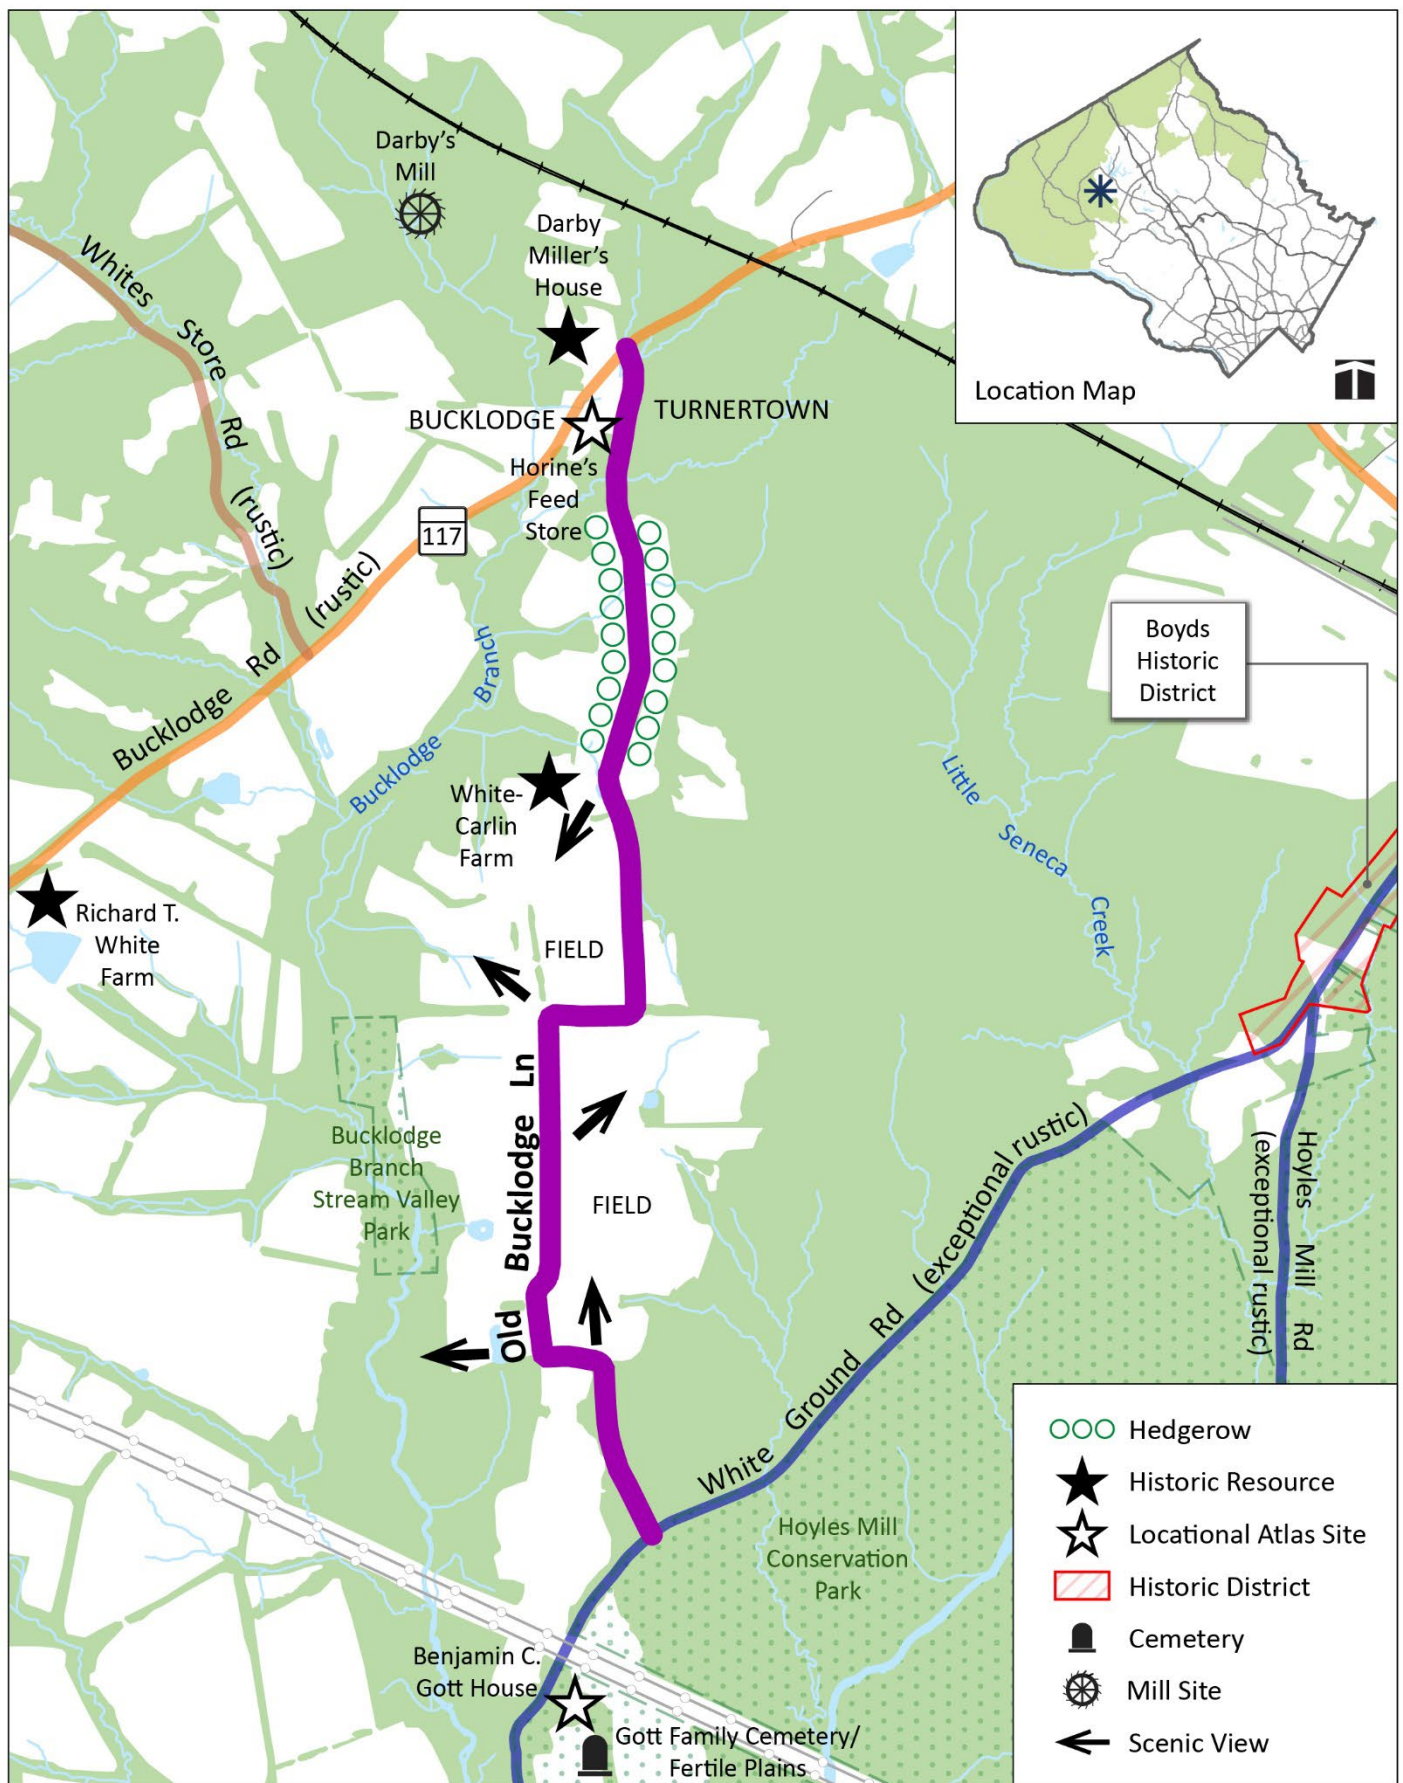 Darby's
Mill
Darby
Miller's
House
Whites Store Rd (rustic)
Location Map
BUCKLODGE
TURNERTOWN
Horine's
Feed
Store
117
Bucklodge Rd (rustic)
Bucklodge Branch
Boyds
Historic
District
White-
Carlin
Farm
Little Seneca Creek
Richard T.
White
Farm
FIELD
Old Bucklodge Ln
Bucklodge
Branch
Stream Valley
Park
FIELD
White Ground Rd (exceptional rustic)
Hoyles Mill Rd
(exceptional rustic)
Hoyles Mill
Conservation
Park
Benjamin C.
Gott House
Gott Family Cemetery/
Fertile Plains
Hedgerow
Historic Resource
Locational Atlas Site
Historic District
Cemetery
Mill Site
Scenic View